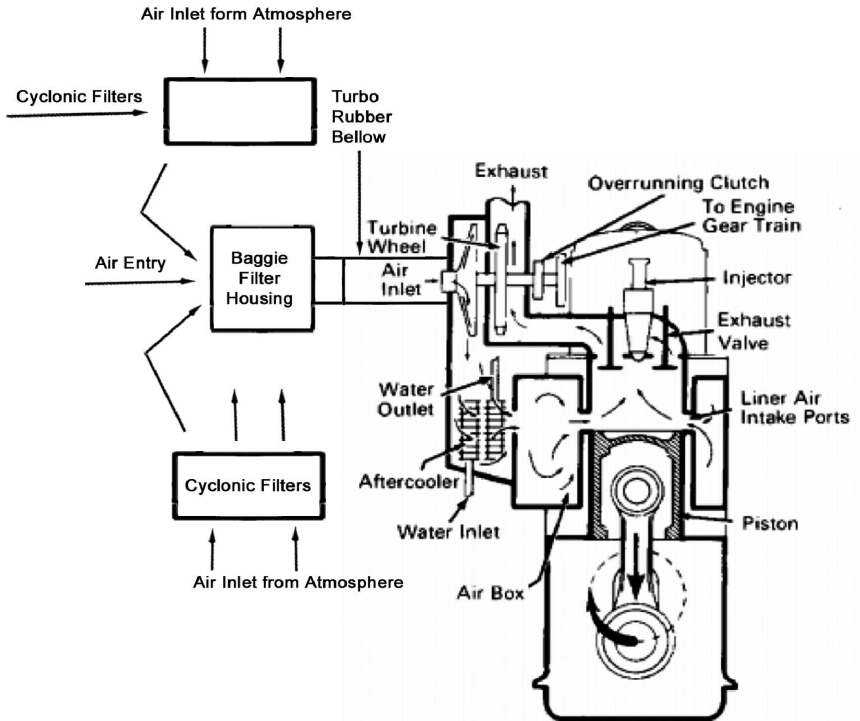 Air Inlet form Atmosphere
Cyclonic Filters
Turbo
Rubber
Bellow
Exhaust
Overrunning Clutch
To Engine
Gear Train
Turbine
Wheel
Air Entry
Baggie
Filter
Housing
Air
Inlet
Injector
Exhaust
Valve
Water
Outlet
Liner Air
Intake Ports
Aftercooler
Cyclonic Filters
Water Inlet
Piston
Air Inlet from Atmosphere
Air Box